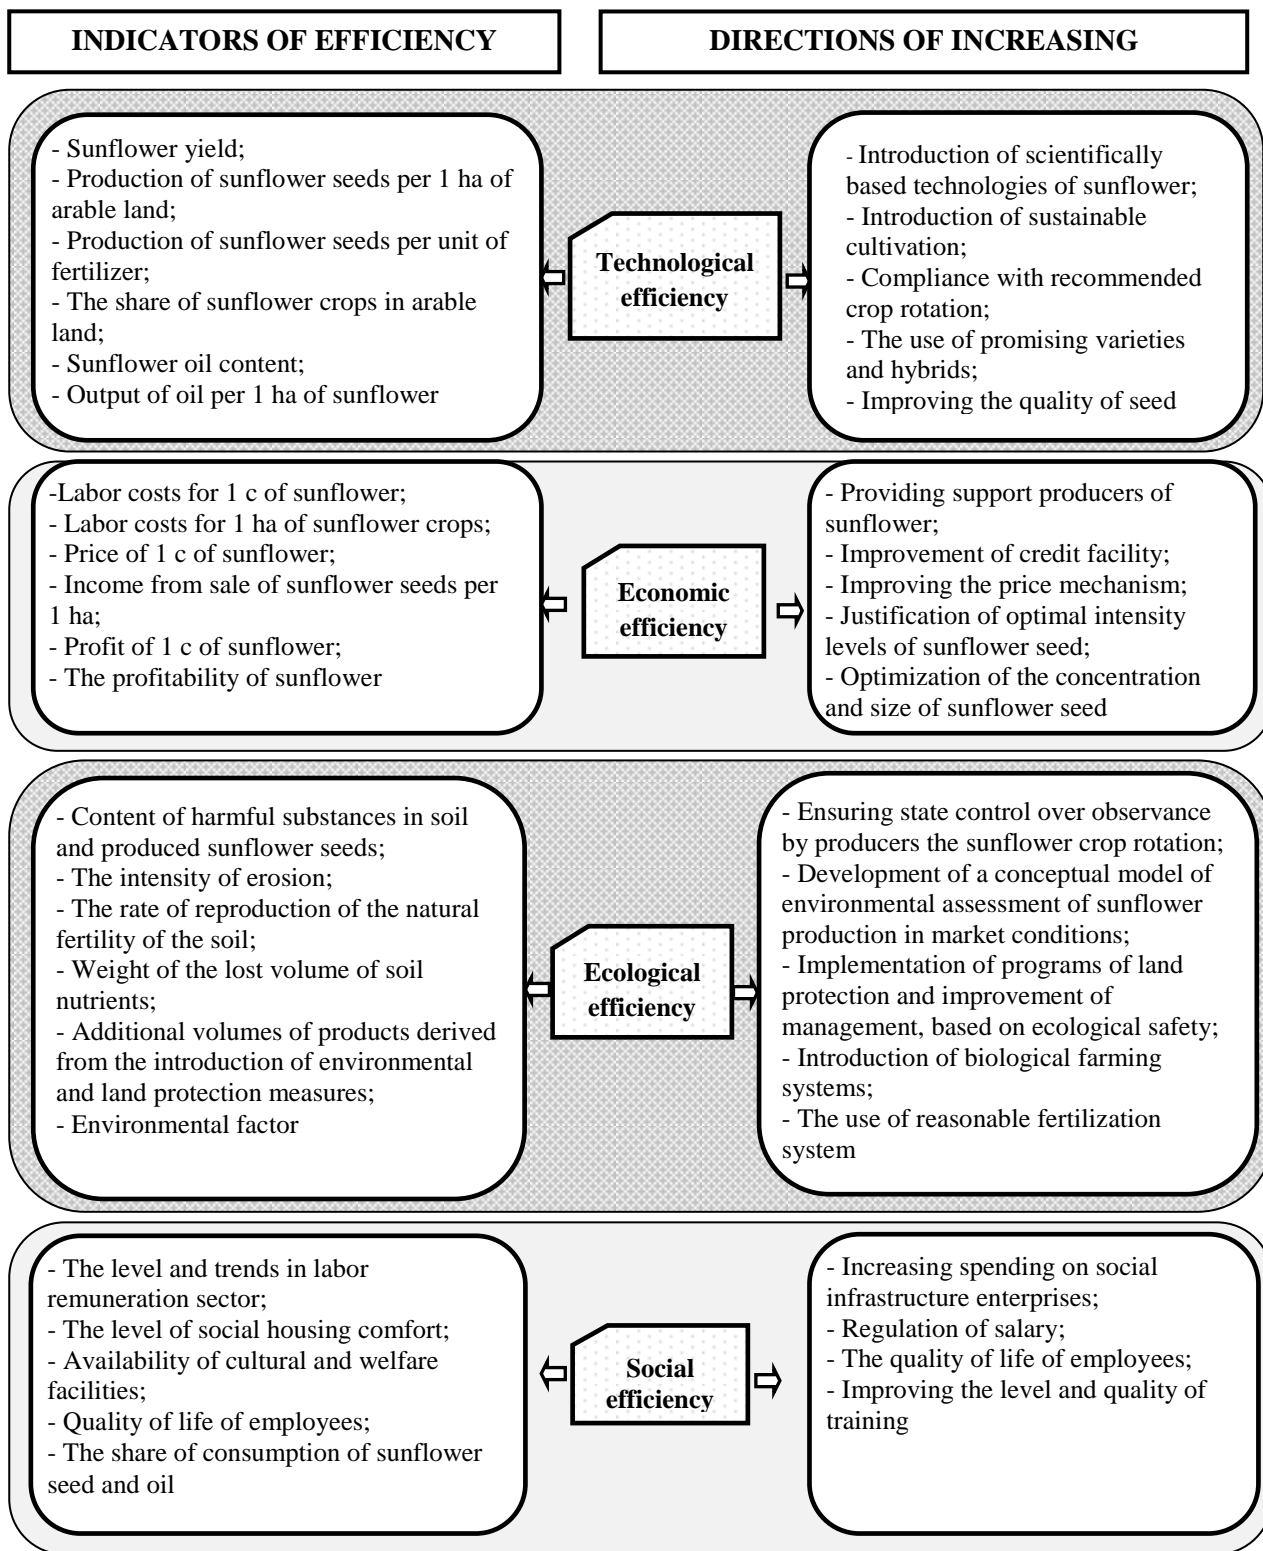 INDICATORS OF EFFICIENCY
DIRECTIONS OF INCREASING
- Sunflower yield;
- Production of sunflower seeds per 1 ha of
arable land;
- Production of sunflower seeds per unit of
fertilizer;
- The share of sunflower crops in arable
land;
- Sunflower oil content;
- Output of oil per 1 ha of sunflower
Technological
efficiency
- Introduction of scientifically
based technologies of sunflower;
- Introduction of sustainable
cultivation;
- Compliance with recommended
crop rotation;
- The use of promising varieties
and hybrids;
- Improving the quality of seed
-Labor costs for 1 c of sunflower;
- Labor costs for 1 ha of sunflower crops;
- Price of 1 c of sunflower;
- Income from sale of sunflower seeds per
1 ha;
- Profit of 1 c of sunflower;
- The profitability of sunflower
Economic
efficiency
- Providing support producers of
sunflower;
- Improvement of credit facility;
- Improving the price mechanism;
- Justification of optimal intensity
levels of sunflower seed;
- Optimization of the concentration
and size of sunflower seed
- Content of harmful substances in soil
and produced sunflower seeds;
- The intensity of erosion;
- The rate of reproduction of the natural
fertility of the soil;
- Weight of the lost volume of soil
nutrients;
- Additional volumes of products derived
from the introduction of environmental
and land protection measures;
- Environmental factor
Ecological
efficiency
- Ensuring state control over observance
by producers the sunflower crop rotation;
- Development of a conceptual model of
environmental assessment of sunflower
production in market conditions;
- Implementation of programs of land
protection and improvement of
management, based on ecological safety;
- Introduction of biological farming
systems;
- The use of reasonable fertilization
system
- The level and trends in labor
remuneration sector;
- The level of social housing comfort;
- Availability of cultural and welfare
facilities;
- Quality of life of employees;
- The share of consumption of sunflower
seed and oil
Social
efficiency
- Increasing spending on social
infrastructure enterprises;
- Regulation of salary;
- The quality of life of employees;
- Improving the level and quality of
training